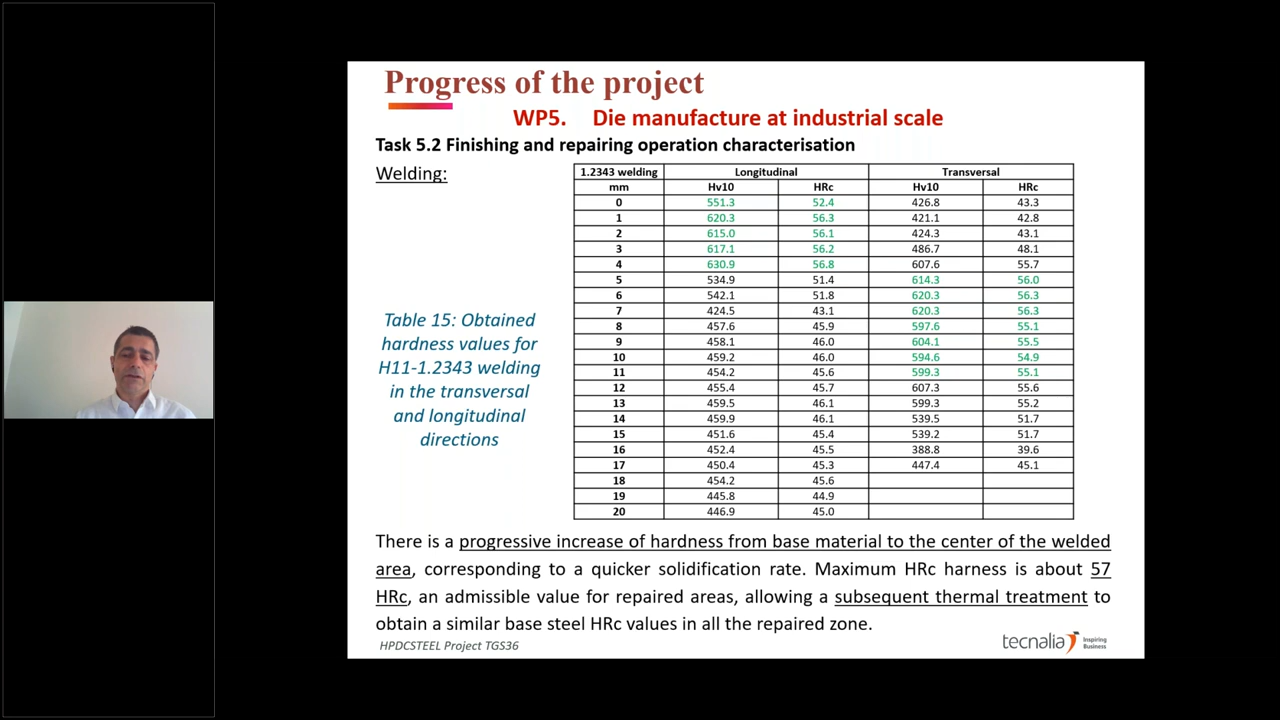 Progress of the project
WP5. Die manufacture at industrial scale
Task 5.2 Finishing and repairing operation characterisation
Welding:
1.2343 welding Longitudinal Transversal
mm Hv10 HRc Hv10 HRc
0 551.3 52.4 426.8 43.3
1 620.3 56.3 421.1 42.8
2 615.0 56.1 424.3 43.1
3 617.1 56.2 486.7 48.1
4 630.9 56.8 607.6 55.7
5 534.9 51.4 614.3 56.0
6 542.1 51.8 620.3 56.3
7 424.5 43.1 620.3 56.3
8 457.6 45.9 597.6 55.1
9 458.1 46.0 604.1 55.5
10 459.2 46.0 594.6 54.9
11 454.2 45.6 599.3 55.1
12 455.4 45.7 607.3 55.6
13 459.5 46.1 599.3 55.2
14 459.9 46.1 539.5 51.7
15 451.6 45.4 539.2 51.7
16 452.4 45.5 388.8 39.6
17 450.4 45.3 447.4 45.1
18 454.2 45.6
19 445.8 44.9
20 446.9 45.0
Table 15: Obtained
hardness values for
H11-1.2343 welding
in the transversal
and longitudinal
directions
There is a progressive increase of hardness from base material to the center of the welded
area, corresponding to a quicker solidification rate. Maximum HRc harness is about 57
HRc, an admissible value for repaired areas, allowing a subsequent thermal treatment to
obtain a similar base steel HRc values in all the repaired zone.
HPDCSTEEL Project TGS36
tecnalia Inspiring
Business